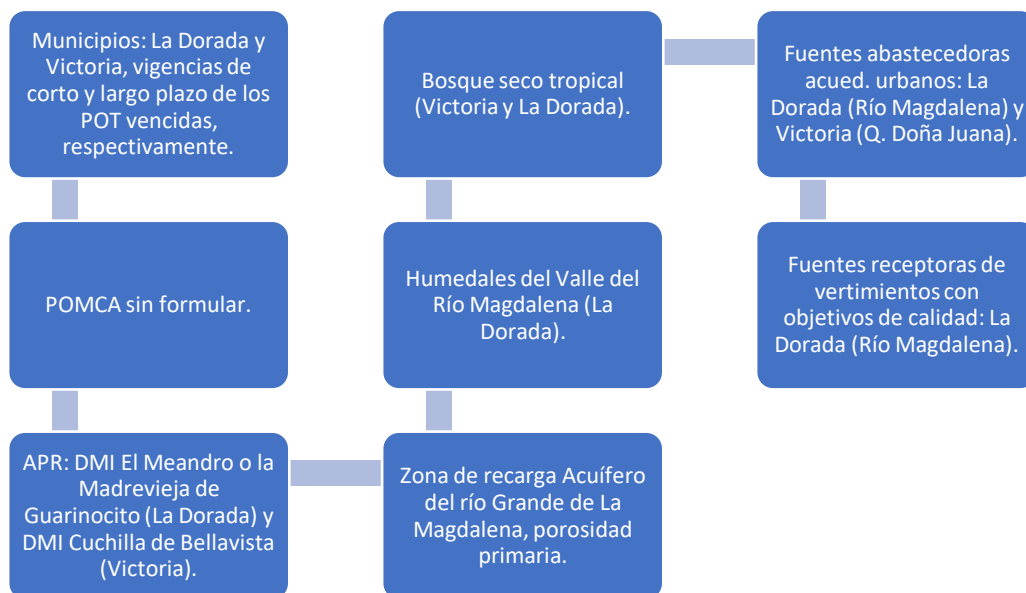 Municipios: La Dorada y
Victoria, vigencias de
corto y largo plazo de los
POT vencidas,
respectivamente.
POMCA sin formular.
APR: DMI El Meandro o la
Madrevieja de
Guarinocito (La Dorada) y
DMI Cuchilla de Bellavista
(Victoria).
Zona de recarga Acuífero
del río Grande de La
Magdalena, porosidad
primaria.
Humedales del Valle del
Río Magdalena (La
Dorada).
Bosque seco tropical
(Victoria y La Dorada).
Fuentes abastecedoras
acued. urbanos: La
Dorada (Río Magdalena) y
Victoria (Q. Doña Juana).
Fuentes receptoras de
vertimientos con
objetivos de calidad: La
Dorada (Río Magdalena).